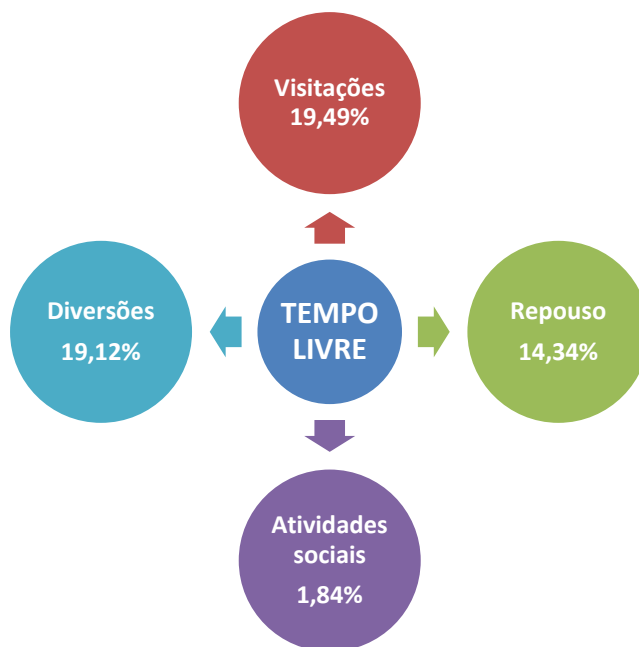 Visitações
19,49%
Diversões
19,12%
TEMPO
LIVRE
Repouso
14,34%
Atividades
sociais
1,84%